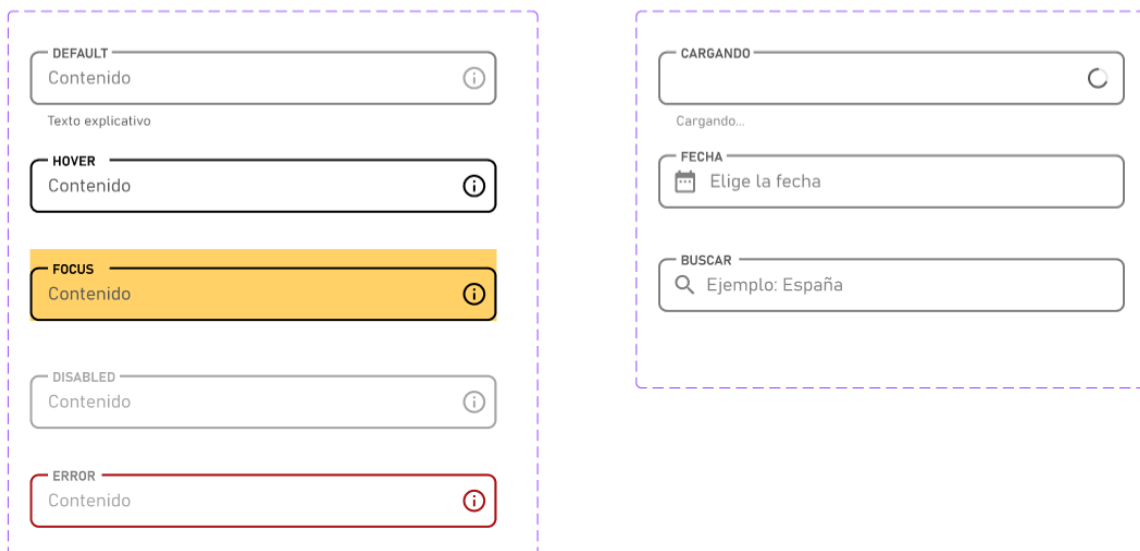 DEFAULT
Contenido
Texto explicativo
HOVER
Contenido
FOCUS
Contenido
DISABLED
Contenido
ERROR
Contenido
CARGANDO
Cargando...
FECHA
Elige la fecha
BUSCAR
Ejemplo: España